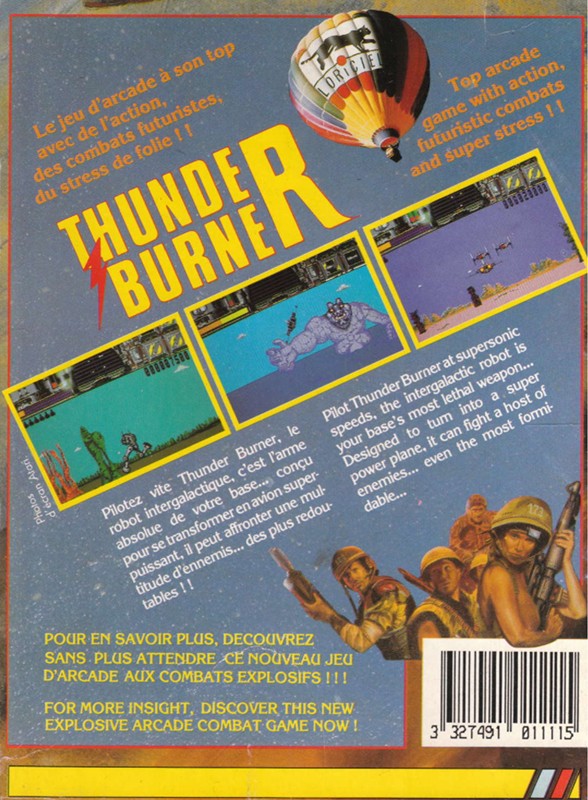 Le jeu d'arcade à son top
avec de l'action,
des combats futuristes,
du stress de folie !!
LORICIEL
Top arcade
game with action,
futuristic combats
and super stress !!
THUNDER
BURNER
Photos
d'écran Atari
Pilotez vite Thunder Burner, le
robot intergalactique, c'est l'arme
absolue de votre base... conçu
pour se transformer en avion super-
puissant, il peut affronter une mul-
titude d'énnemis... des plus redou-
tables !!
Pilot Thunder Burner at supersonic
speeds, the intergalactic robot is
your base's most lethal weapon...
Designed to turn into a super
power plane, it can fight a host of
enemies... even the most formi-
dable...
173
POUR EN SAVOIR PLUS, DECOUVREZ
SANS PLUS ATTENDRE CE NOUVEAU JEU
D'ARCADE AUX COMBATS EXPLOSIFS !!!
FOR MORE INSIGHT, DISCOVER THIS NEW
EXPLOSIVE ARCADE COMBAT GAME NOW !
3 327491 011115